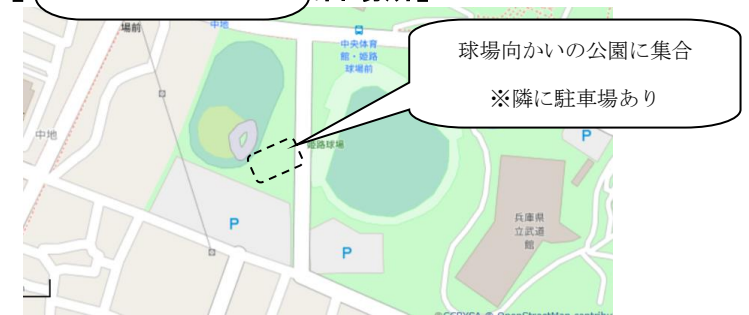 場前
中地
中央体育
館・姫路
球場前
球場向かいの公園に集合
※隣に駐車場あり
中地
姫路球場
P
P
P
兵庫県
立武道
館